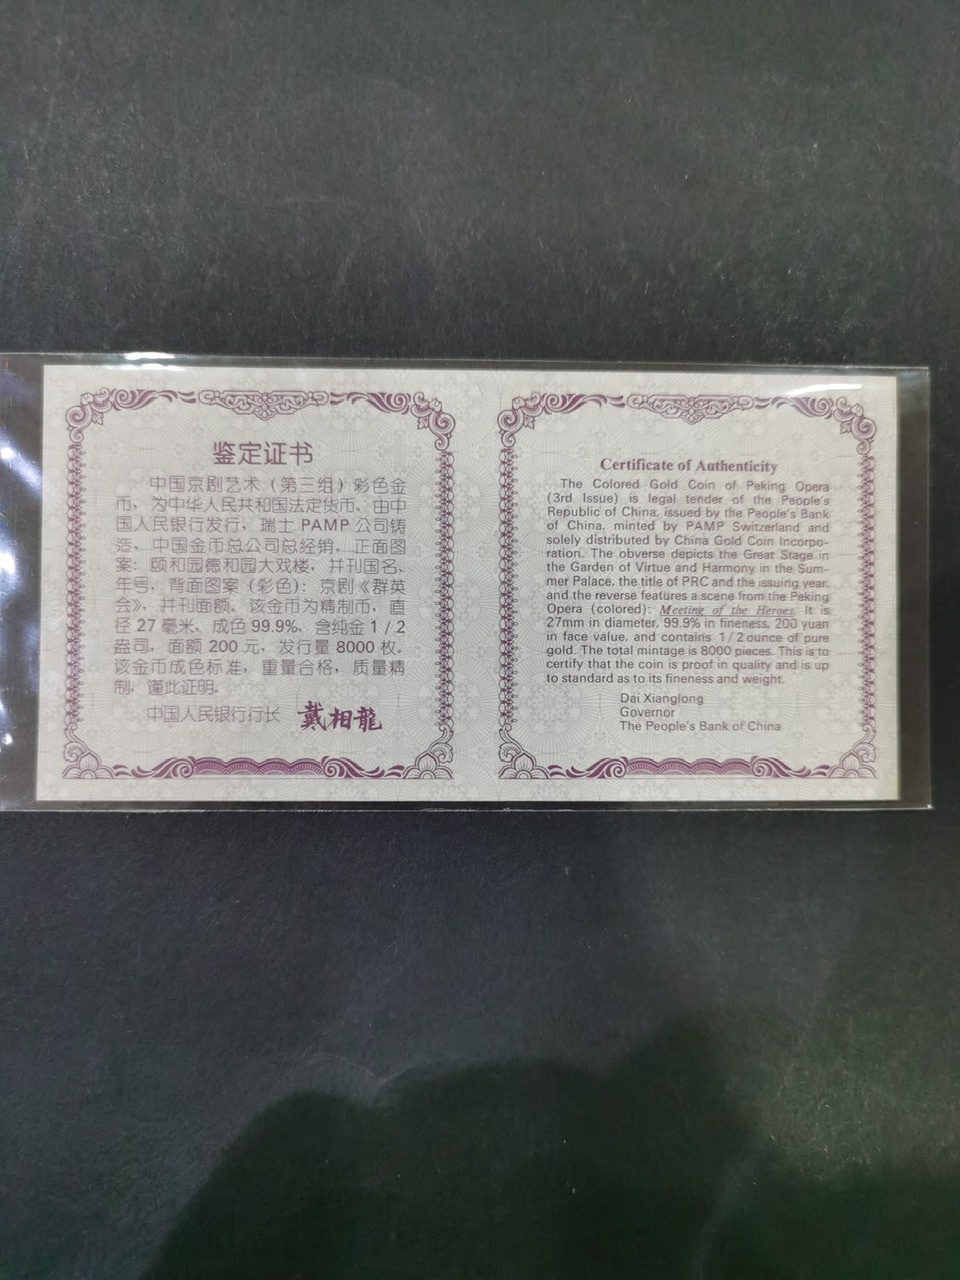 鉴定证书
中国京剧艺术（第三组）彩色金
币，为中华人民共和国法定货币、由中
国人民银行发行，瑞士 PAMP 公司铸
造，中国金币总公司总经销。正面图
案：颐和园德和园大戏楼，并刊国名、
年号，背面图案（彩色）：京剧《群英
会》，并刊面额。该金币为精制币，直
径 27 毫米，成色 99.9%，含纯金 1 / 2
盎司，面额 200 元，发行量 8000 枚。
该金币成色标准，重量合格，质量精
制，谨此证明。
中国人民银行行长 戴相龍
Certificate of Authenticity
The Colored Gold Coin of Peking Opera
(3rd Issue) is legal tender of the People's
Republic of China, issued by the People's Bank
of China, minted by PAMP Switzerland and
solely distributed by China Gold Coin Incorpo-
ration. The obverse depicts the Great Stage in
the Garden of Virtue and Harmony in the Sum-
mer Palace, the title of PRC and the issuing year,
and the reverse features a scene from the Peking
Opera (colored): Meeting of the Heroes. It is
27mm in diameter, 99.9% in fineness, 200 yuan
in face value, and contains 1 / 2 ounce of pure
gold. The total mintage is 8000 pieces. This is to
certify that the coin is proof in quality and is up
to standard as to its fineness and weight.
Dai Xianglong
Governor
The People's Bank of China